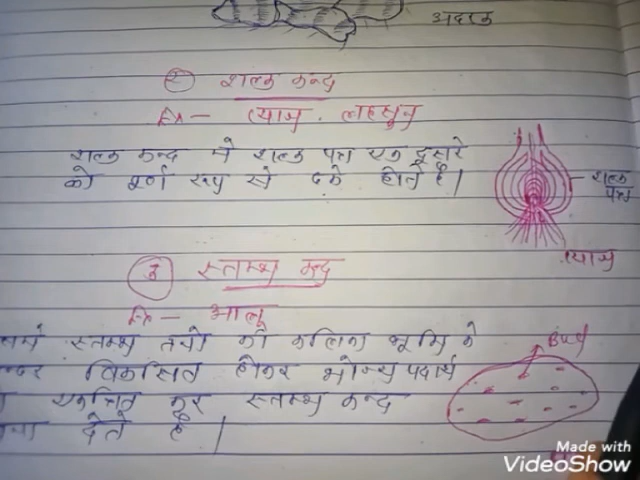 अदरक
② शल्क कन्द
Ex - प्याज, लहसुन
शल्क कन्द मे शल्क पत्र एक दूसरे
को पूर्ण रूप से ढके होते है।
शल्क
पत्र
प्याज
③ स्तम्भ कन्द
Ex - आलू
स्तम्भ तनो की कलिका भूमि के
विकसित होकर भोज्य पदार्थ
एकत्रित कर स्तम्भ कन्द
देते है।
Bud
Made with
VideoShow